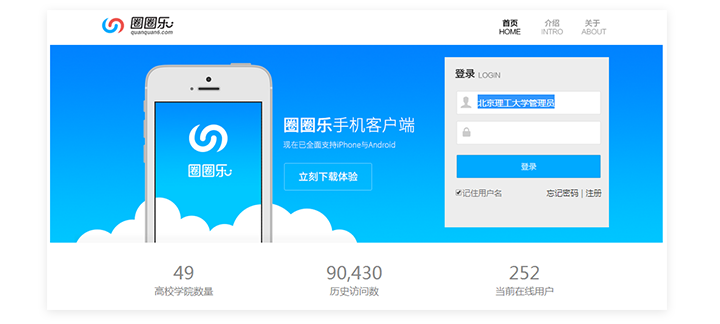 圈圈乐
quanquan6.com
首页
HOME
介绍
INTRO
关于
ABOUT
圈圈乐
圈圈乐手机客户端
现在已全面支持iPhone与Android
立刻下载体验
登录 LOGIN
北京理工大学管理员
登录
记住用户名
忘记密码 | 注册
49
高校学院数量
90,430
历史访问数
252
当前在线用户